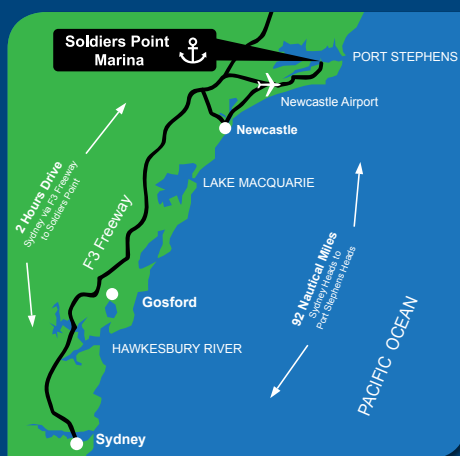 Soldiers Point
Marina
PORT STEPHENS
Newcastle Airport
Newcastle
LAKE MACQUARIE
2 Hours Drive
Sydney via F3 Freeway
to Soldiers Point
F3 Freeway
92 Nautical Miles
Sydney Heads to
Port Stephens Heads
Gosford
HAWKESBURY RIVER
PACIFIC OCEAN
Sydney